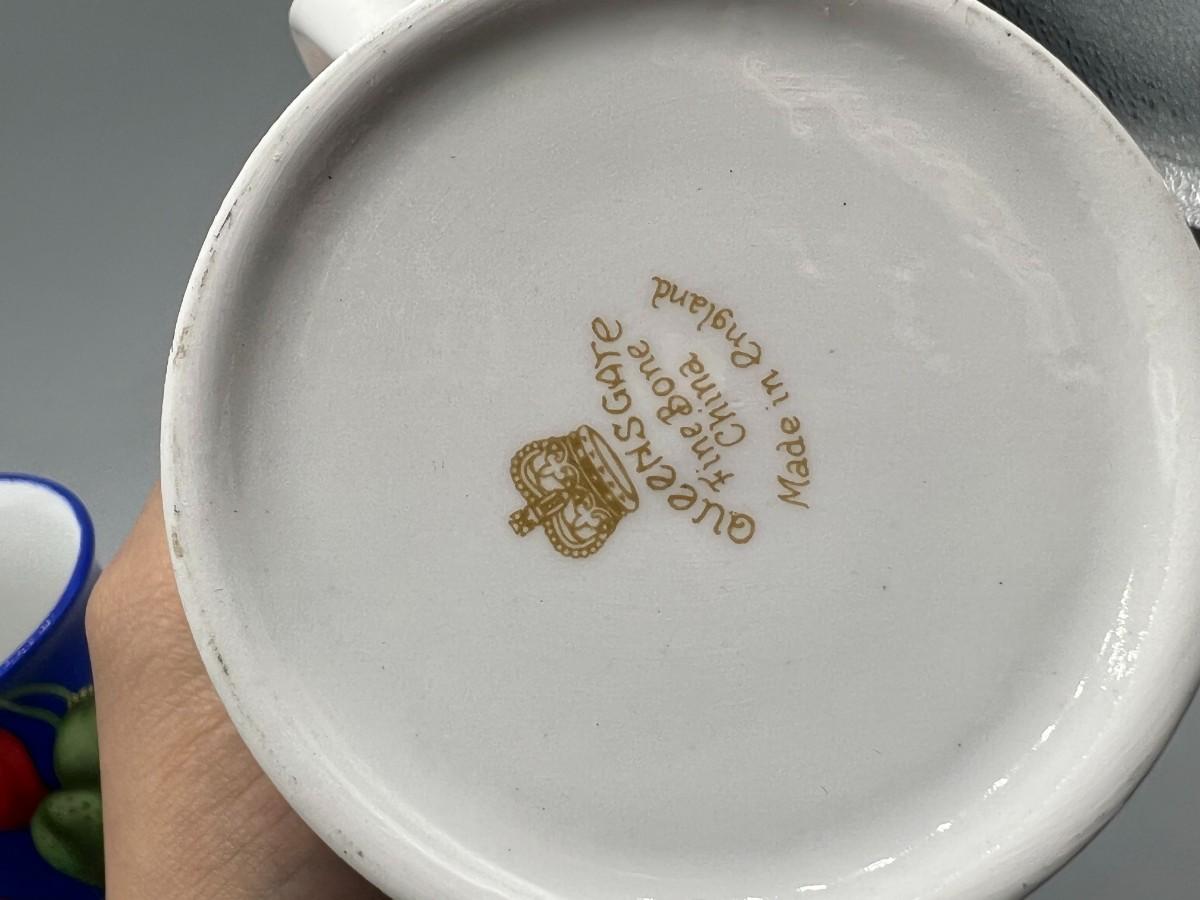 QUEENSGATE
Fine Bone
China
Made in England